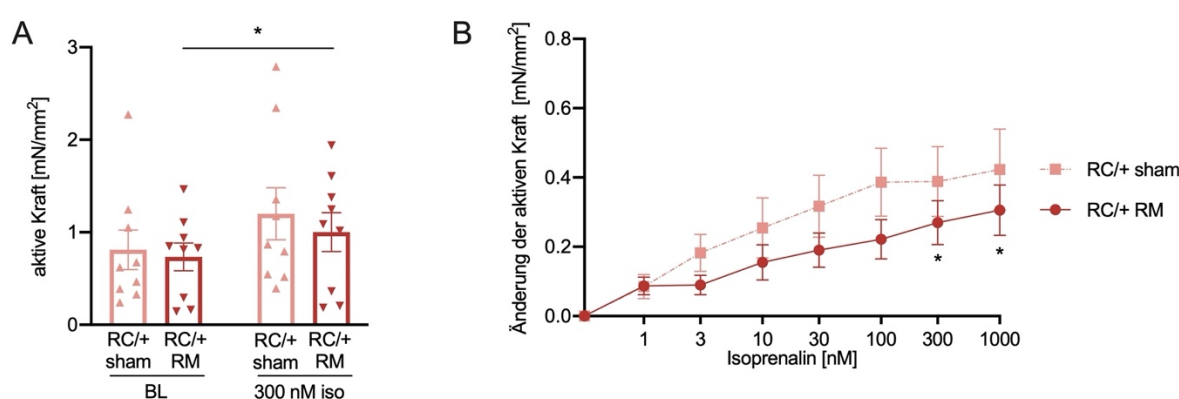 A
aktive Kraft [mN/mm²]
3
2
1
0
*
RC/+ sham
RC/+ RM
RC/+ sham
RC/+ RM
BL
300 nM iso
B
Änderung der aktiven Kraft [mN/mm²]
0.8
0.6
0.4
0.2
0.0
*
*
1
3
10
30
100
300
1000
Isoprenalin [nM]
RC/+ sham
RC/+ RM